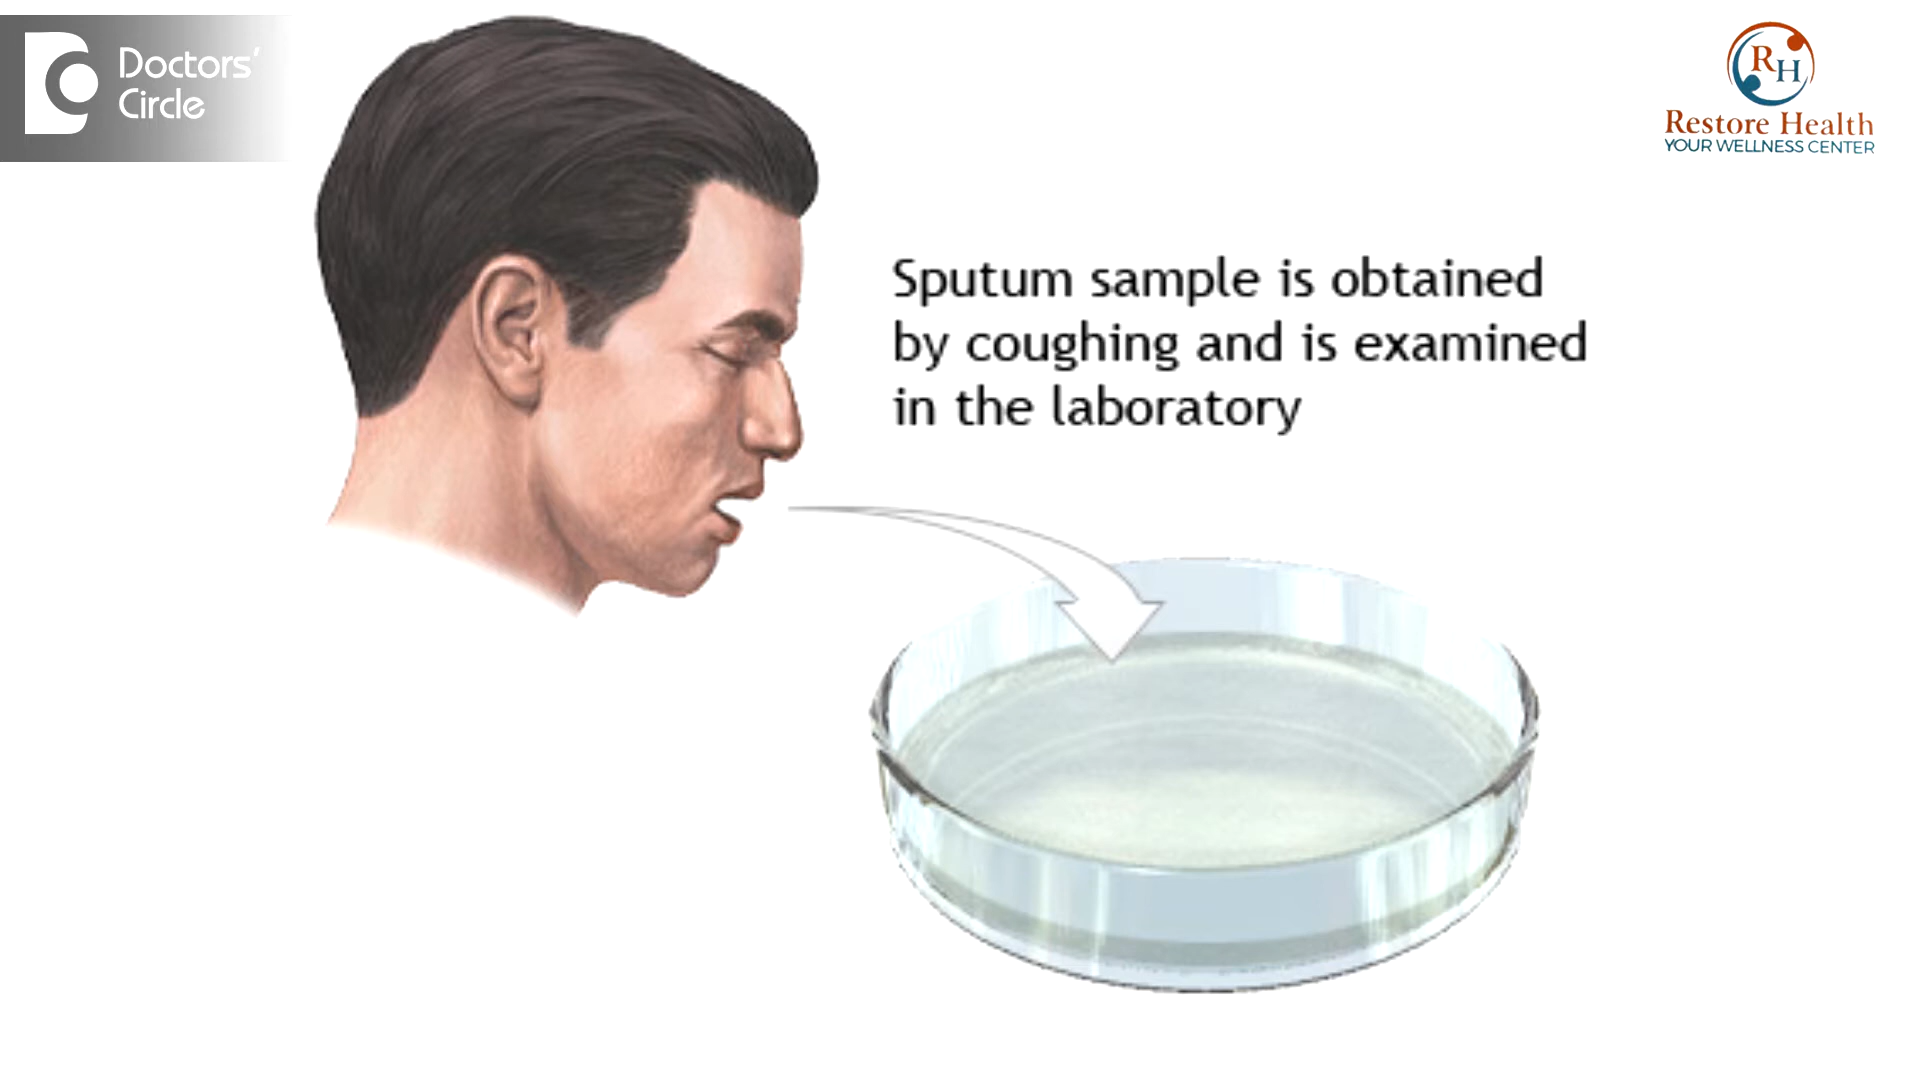 Doctors'
Circle
RH
Restore Health
YOUR WELLNESS CENTER
Sputum sample is obtained
by coughing and is examined
in the laboratory